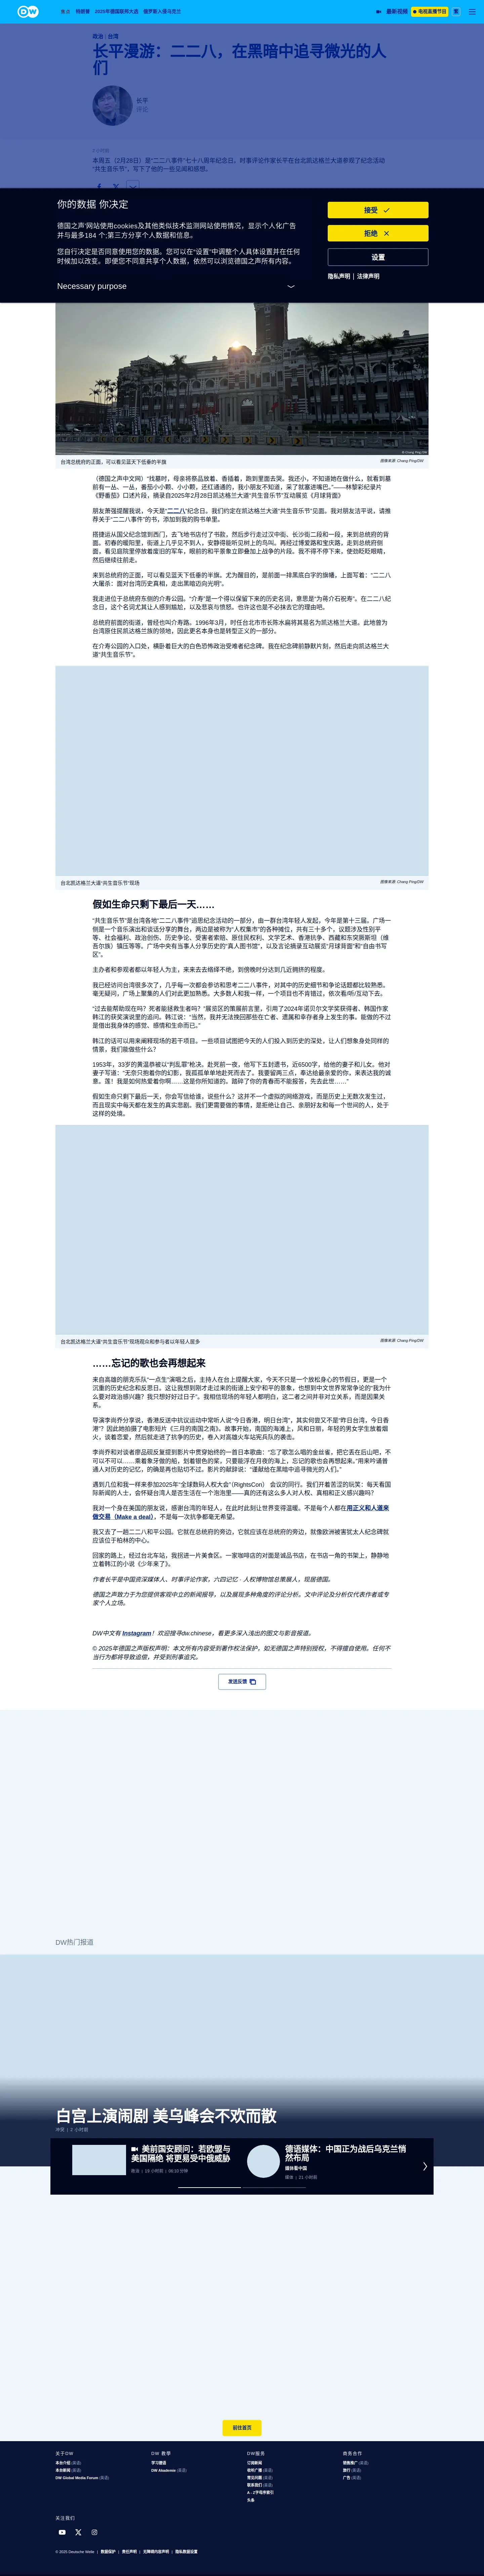 焦点 特朗普 2025年德国联邦大选 俄罗斯入侵乌克兰
最新视频
电视直播节目
繁
政治 | 台湾
长平漫游：二二八，在黑暗中追寻微光的人
们
长平
评论
本周五（2月28日）是“二二八事件”七十八周年纪念日。时事评论作家长平在台北凯达格兰大道参观了纪念活动
“共生音乐节”，写下了他的一些见闻和感想。
你的数据 你决定
德国之声'网站使用cookies及其他类似技术监测网站使用的情况，显示个人化广告
并与最多184 个;第三方分享个人数据和信息。
您自行决定是否同意使用您的数据。您可以在“设置”中调整个人具体设置并在任何
时候加以改变。即便您不同意共享个人数据，依然可以浏览德国之声所有内容。
Necessary purpose
接受
拒绝
设置
隐私声明 | 法律声明
台湾总统府的正面，可以看见蓝天下低垂的半旗
图像来源: Chang Ping/DW
（德国之声中文网）“找墓时，母亲将祭品放着、香插着，跑到里面去哭。我还小，不知道她在做什么，就看到墓
前有一丛、一丛，番茄小小颗、小小颗，还红红通通的，我小朋友不知道，采了就塞进嘴巴。”——林黎彩纪录片
《野番茄》口述片段，摘录自2025年2月28日凯达格兰大道“共生音乐节”互动展览《月球背面》
朋友萧强提醒我说，今天是“二二八”纪念日。我们约定在凯达格兰大道“共生音乐节”见面。我对朋友洁平说，请推
荐关于“二二八事件”的书，添加到我的购书单里。
搭捷运从国父纪念馆到西门，去飞地书店付了书款，然后步行走过汉中街、长沙街二段和一段，来到总统府的背
面。初春的暖阳里，街道上几乎见不到人，安静得能听见树上的鸟叫。再经过博爱路和宝庆路，走到总统府侧
面，看见庭院里停放着废旧的军车，眼前的和平景象立即叠加上战争的片段。我不得不停下来，使劲眨眨眼睛，
然后继续往前走。
来到总统府的正面，可以看见蓝天下低垂的半旗。尤为醒目的，是前面一排黑底白字的旗幡，上面写着：“二二八
大屠杀：面对台湾历史真相，走出黑暗迈向光明”。
我走进位于总统府东侧的介寿公园。“介寿”是一个得以保留下来的历史名词，意思是“为蒋介石祝寿”。在二二八纪
念日，这个名词尤其让人感到尴尬，以及悲哀与愤怒。也许这也是不必抹去它的理由吧。
总统府前面的街道，曾经也叫介寿路。1996年3月，时任台北市市长陈水扁将其易名为凯达格兰大道。此地曾为
台湾原住民凯达格兰族的领地，因此更名本身也是转型正义的一部分。
在介寿公园的入口处，横卧着巨大的白色恐怖政治受难者纪念碑。我在纪念碑前静默片刻，然后走向凯达格兰大
道“共生音乐节”。
台北凯达格兰大道“共生音乐节”现场
图像来源: Chang Ping/DW
假如生命只剩下最后一天……
“共生音乐节”是台湾各地“二二八事件”追思纪念活动的一部分，由一群台湾年轻人发起，今年是第十三届。广场一
侧是一个音乐演出和谈话分享的舞台，两边是被称为“人权集市”的各种摊位，共有三十多个主题，议题涉及性别平
等、社会福利、政治创伤、历史争论、受害者索赔、原住民权利、文学艺术、香港抗争、西藏和东突厥斯坦（维
吾尔族）镇压等等。广场中央有当事人分享历史的“真人图书馆”，以及言论摘录互动展览“月球背面”和“自由书写
区”。
主办者和参观者都以年轻人为主，来来去去络绎不绝，到傍晚时分达到几近拥挤的程度。
我已经访问台湾很多次了，几乎每一次都会参访和思考二二八事件，对其中的历史细节和争论话题都比较熟悉。
毫无疑问，广场上聚集的人们对此更加熟悉。大多数人和我一样，一个项目也不肯错过，依次看/听/互动下去。
“过去能帮助现在吗？死者能拯救生者吗？”展览区的策展前言里，引用了2024年诺贝尔文学奖获得者、韩国作家
韩江的获奖演说里的追问。韩江说：“当然，我并无法挽回那些在亡者、遗属和幸存者身上发生的事、能做的不过
是借出我身体的感觉、感情和生命而已。”
韩江的话可以用来阐释现场的若干项目。一些项目试图把今天的人们投入到历史的深处，让人们想象身处同样的
情景，我们能做些什么？
1953年，33岁的黄温恭被以“判乱罪”枪决。赴死前一夜，他写下五封遗书，近6500字，给他的妻子和儿女。他对
妻子写道：“无奈只抱着你的幻影，我孤孤单单地赴死而去了。我要留两三点，奉送给最亲爱的你，来表达我的诚
意。莲！我是如何热爱着你啊……这是你所知道的。踏碎了你的青春而不能报答，先去此世……”
假如生命只剩下最后一天，你会写信给谁，说些什么？这并不一个虚拟的网络游戏，而是历史上无数次发生过，
而且现实中每天都在发生的真实悲剧。我们更需要做的事情，是拒绝让自己、亲朋好友和每一个世间的人，处于
这样的处境。
台北凯达格兰大道“共生音乐节”现场观众和参与者以年轻人居多
图像来源: Chang Ping/DW
……忘记的歌也会再想起来
来自高雄的朋克乐队“一点生”演唱之后，主持人在台上提醒大家，今天不只是一个放松身心的节假日，更是一个
沉重的历史纪念和反思日。这让我想到刚才走过来的街道上安宁和平的景象，也想到中文世界常常争论的“我为什
么要对政治感兴趣？我只想好好过日子”。我相信现场的年轻人都明白，这二者之间并非对立关系，而是因果关
系。
导演李尚乔分享说，香港反送中抗议运动中常听人说“今日香港，明日台湾”，其实何尝又不是“昨日台湾，今日香
港”？因此她拍摄了电影短片《三月的南国之南》。故事开始，南国的海滩上，风和日丽，年轻的男女学生放着烟
火，谈着恋爱，然后就走进了抗争的历史，卷入对高雄火车站宪兵队的袭击。
李尚乔和对谈者廖品砚反复提到影片中贯穿始终的一首日本歌曲：“忘了歌怎么唱的金丝雀，把它丢在后山吧，不
可以不可以……乘着象牙做的船，划着银色的桨，只要能浮在月夜的海上，忘记的歌也会再想起来。”用来吟诵普
通人对历史的记忆，的确是再也贴切不过。影片的献辞说：“谨献给在黑暗中追寻微光的人们。”
遇到几位和我一样来参加2025年“全球数码人权大会”（RightsCon） 会议的同行。我们开着苦涩的玩笑：每天看国
际新闻的人士，会怀疑台湾人是否生活在一个泡泡里——真的还有这么多人对人权、真相和正义感兴趣吗？
我对一个身在美国的朋友说，感谢台湾的年轻人，在此时此刻让世界变得温暖。不是每个人都在用正义和人道来
做交易（Make a deal），不是每一次抗争都毫无希望。
我又去了一趟二二八和平公园。它就在总统府的旁边，它就应该在总统府的旁边，就像欧洲被害犹太人纪念碑就
应该位于柏林的中心。
回家的路上，经过台北车站，我拐进一片美食区。一家咖啡店的对面是诚品书店，在书店一角的书架上，静静地
立着韩江的小说《少年来了》。
作者长平是中国资深媒体人、时事评论作家，六四记忆 · 人权博物馆总策展人，现居德国。
德国之声致力于为您提供客观中立的新闻报导，以及展现多种角度的评论分析。文中评论及分析仅代表作者或专
家个人立场。
DW中文有 Instagram！欢迎搜寻dw.chinese，看更多深入浅出的图文与影音报道。
© 2025年德国之声版权声明：本文所有内容受到著作权法保护，如无德国之声特别授权，不得擅自使用。任何不
当行为都将导致追偿，并受到刑事追究。
发送反馈
DW热门报道
白宫上演闹剧 美乌峰会不欢而散
冲突 | 2 小时前
美前国安顾问：若欧盟与
美国隔绝 将更易受中俄威胁
政治 | 19 小时前 | 08:10 分钟
德语媒体：中国正为战后乌克兰悄
然布局
媒体看中国
媒体 | 21 小时前
前往首页
关于DW
本台介绍 (英语)
本台新闻 (英语)
DW Global Media Forum (英语)
DW 教學
学习德语
DW Akademie (英语)
DW服务
订阅新闻
收听广播 (英语)
常见问题 (英语)
联系我们 (英语)
A - Z字母序索引
头条
商务合作
销售推广 (英语)
旅行 (英语)
广告 (英语)
关注我们
© 2025 Deutsche Welle | 数据保护 | 责任声明 | 无障碍内容声明 | 隐私数据设置